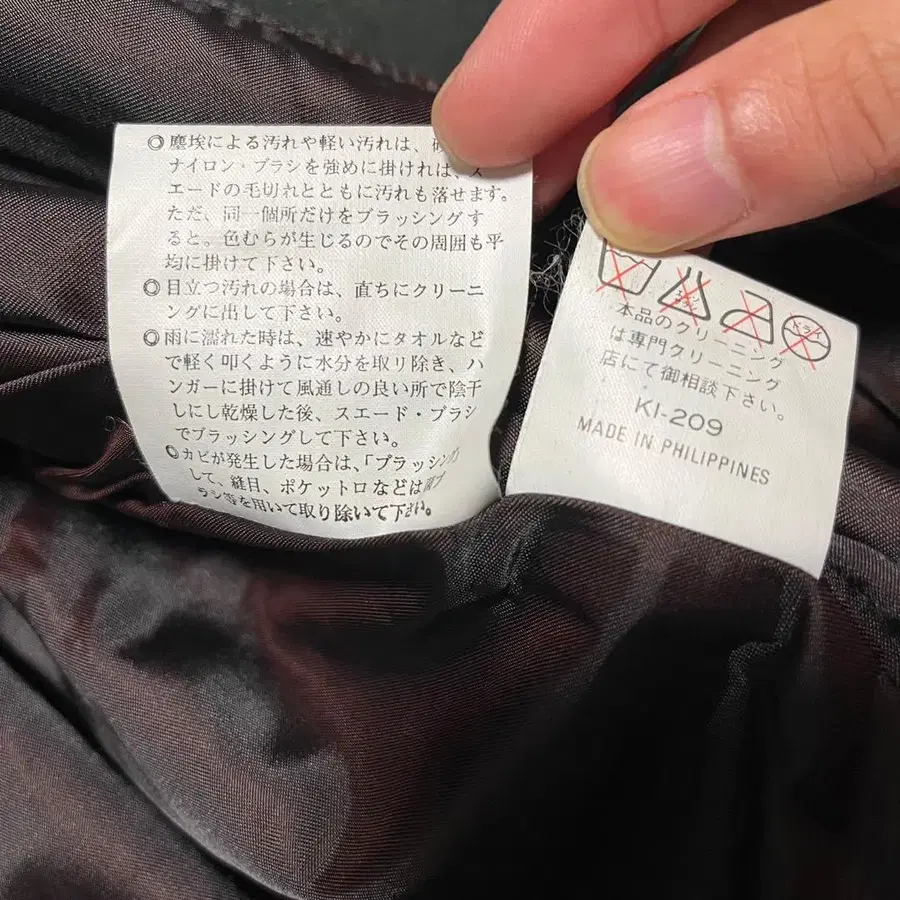 ◎塵埃による汚れや軽い汚れは、
ナイロン・ブラシを強めに掛ければ、ス
エードの毛切れとともに汚れも落せます。
ただ、同一個所だけをブラッシングす
ると。色むらが生じるのでその周囲も平
均に掛けて下さい。
◎目立つ汚れの場合は、直ちにクリーニ
ングに出して下さい。
◎雨に濡れた時は、速やかにタオルなど
で軽く叩くように水分を取り除き、ハ
ンガーに掛けて風通しの良い所で陰干
しにし乾燥した後、スエード・ブラシ
でブラッシングして下さい。
◎カビが発生した場合は、「ブラッシング」
して、縫目、ポケット口などは
ラシ等を用いて取り除いて下さい。
ドライ
本品のクリーニング
は専門クリーニング
店にて御相談下さい。
KI-209
MADE IN PHILIPPINES